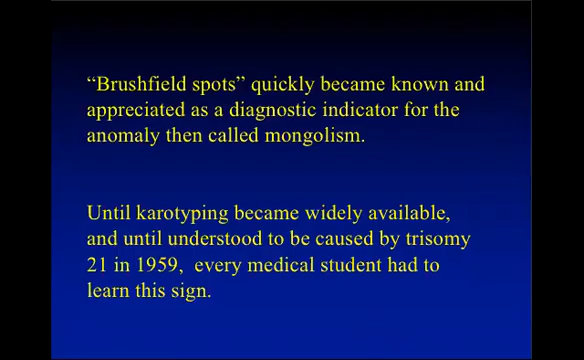 “Brushfield spots” quickly became known and
appreciated as a diagnostic indicator for the
anomaly then called mongolism.
Until karotyping became widely available,
and until understood to be caused by trisomy
21 in 1959,  every medical student had to
learn this sign.